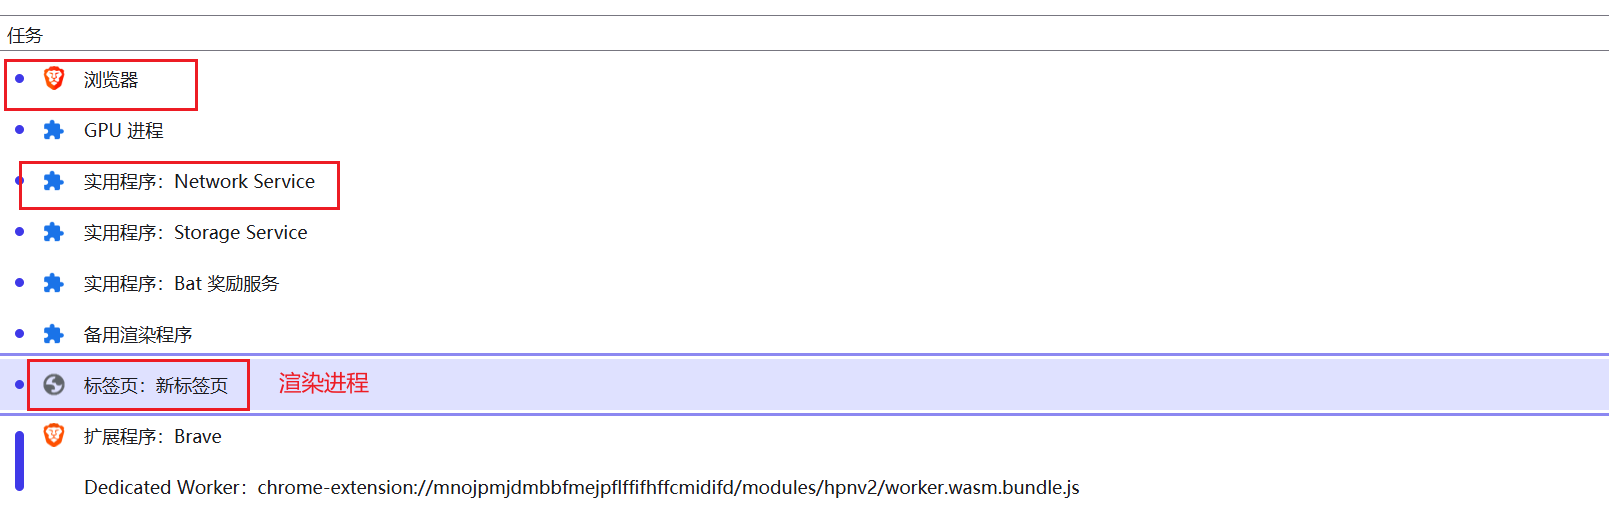 任务
浏览器
GPU 进程
实用程序：Network Service
实用程序：Storage Service
实用程序：Bat 奖励服务
备用渲染程序
标签页：新标签页 渲染进程
扩展程序：Brave
Dedicated Worker：chrome-extension://mnojpmjdmbbfmejpflffifhffcmidifd/modules/hpnv2/worker.wasm.bundle.js